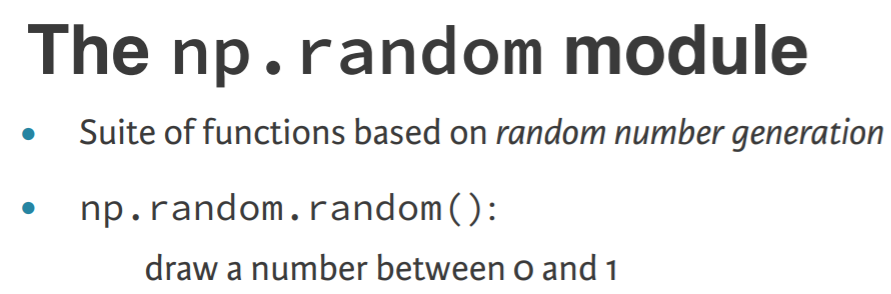 The np.random module
• Suite of functions based on random number generation
• np.random.random():
draw a number between 0 and 1